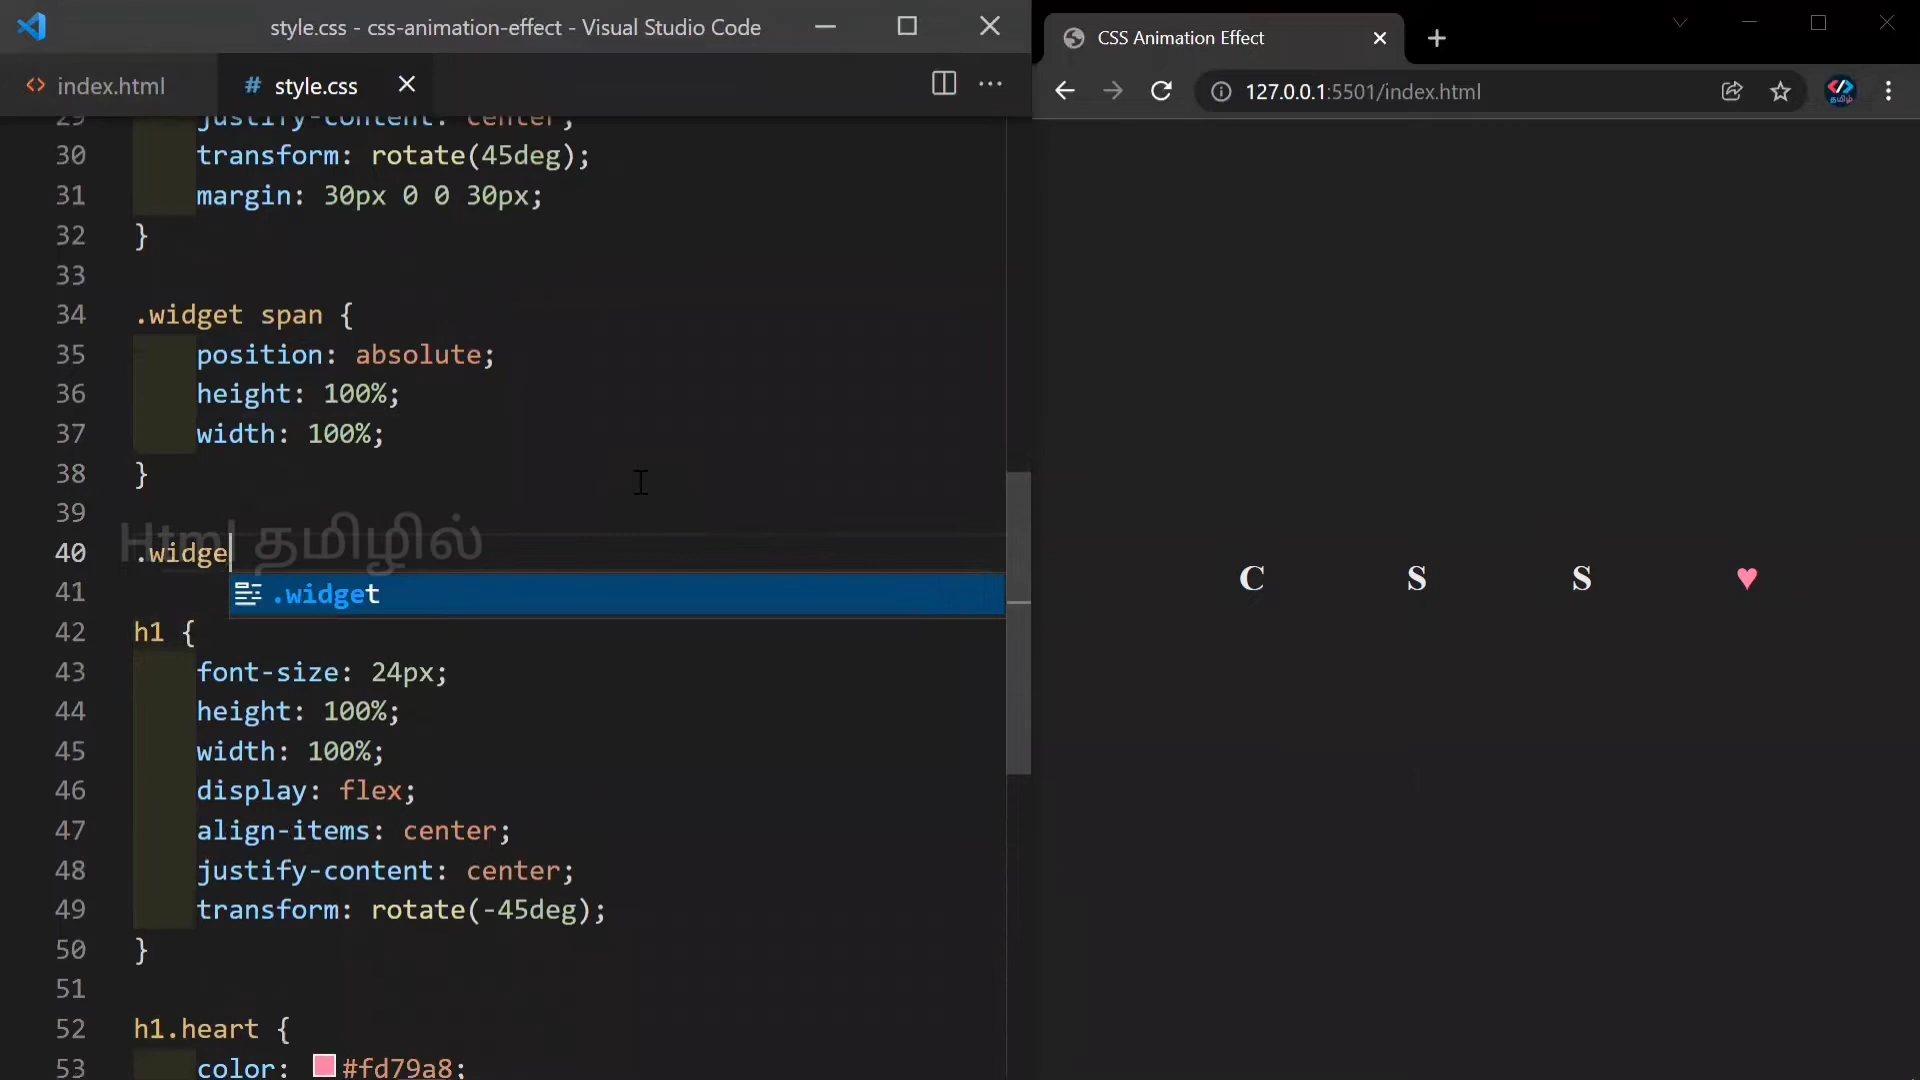 style.css - css-animation-effect - Visual Studio Code
index.html
# style.css
29 justify-content: center;
30 transform: rotate(45deg);
31 margin: 30px 0 0 30px;
32 }
33
34 .widget span {
35 position: absolute;
36 height: 100%;
37 width: 100%;
38 }
39
Html தமிழில்
40 .widge
.widget
41
42 h1 {
43 font-size: 24px;
44 height: 100%;
45 width: 100%;
46 display: flex;
47 align-items: center;
48 justify-content: center;
49 transform: rotate(-45deg);
50 }
51
52 h1.heart {
53 color: #fd79a8;
CSS Animation Effect
127.0.0.1:5501/index.html
தமிழ்
C S S ♥